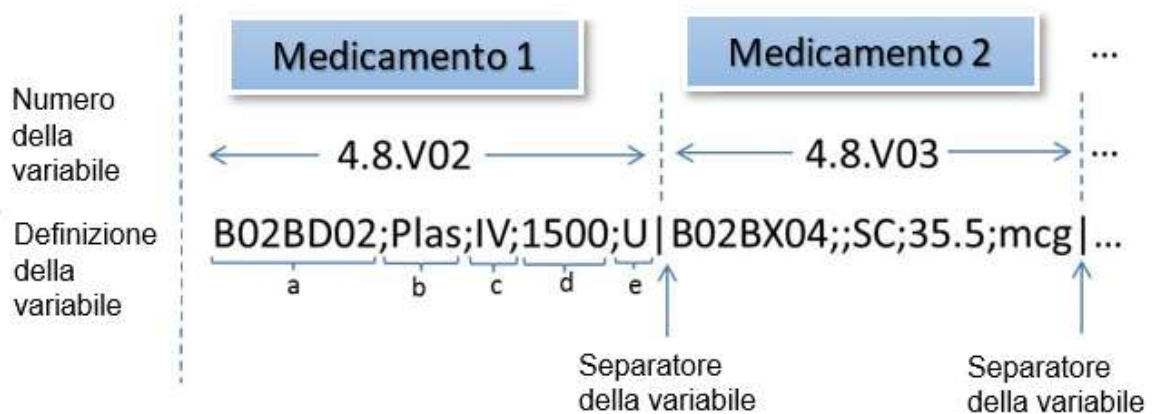 Medicamento 1
Medicamento 2
...
Numero
della
variabile
4.8.V02
4.8.V03
...
Definizione
della
variabile
B02BD02;Plas;IV;1500;U|B02BX04;;SC;35.5;mcg|...
a
b
c
d
e
Separatore
della variabile
Separatore
della variabile